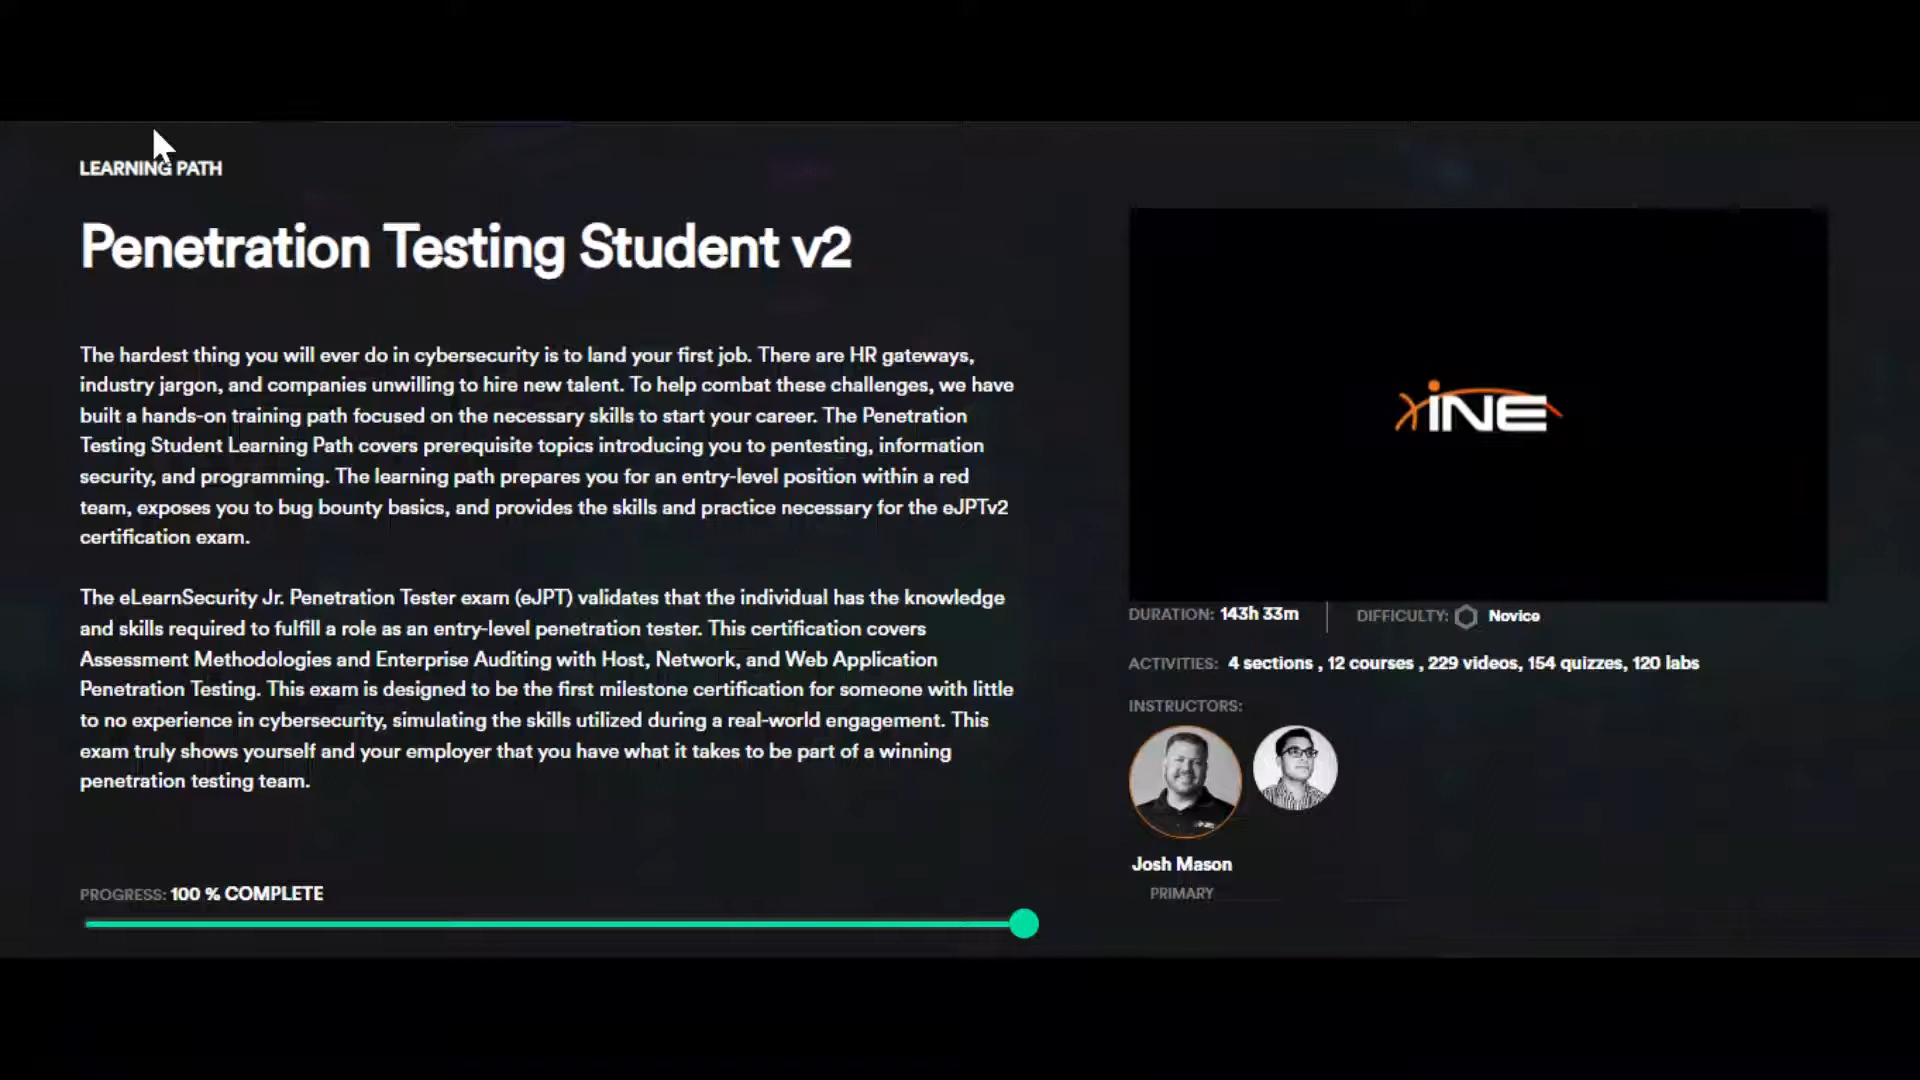 LEARNING PATH
Penetration Testing Student v2
The hardest thing you will ever do in cybersecurity is to land your first job. There are HR gateways,
industry jargon, and companies unwilling to hire new talent. To help combat these challenges, we have
built a hands-on training path focused on the necessary skills to start your career. The Penetration
Testing Student Learning Path covers prerequisite topics introducing you to pentesting, information
security, and programming. The learning path prepares you for an entry-level position within a red
team, exposes you to bug bounty basics, and provides the skills and practice necessary for the eJPTv2
certification exam.
The eLearnSecurity Jr. Penetration Tester exam (eJPT) validates that the individual has the knowledge
and skills required to fulfill a role as an entry-level penetration tester. This certification covers
Assessment Methodologies and Enterprise Auditing with Host, Network, and Web Application
Penetration Testing. This exam is designed to be the first milestone certification for someone with little
to no experience in cybersecurity, simulating the skills utilized during a real-world engagement. This
exam truly shows yourself and your employer that you have what it takes to be part of a winning
penetration testing team.
PROGRESS: 100 % COMPLETE
iNE
DURATION: 143h 33m
DIFFICULTY: Novice
ACTIVITIES: 4 sections , 12 courses , 229 videos, 154 quizzes, 120 labs
INSTRUCTORS:
Josh Mason
PRIMARY